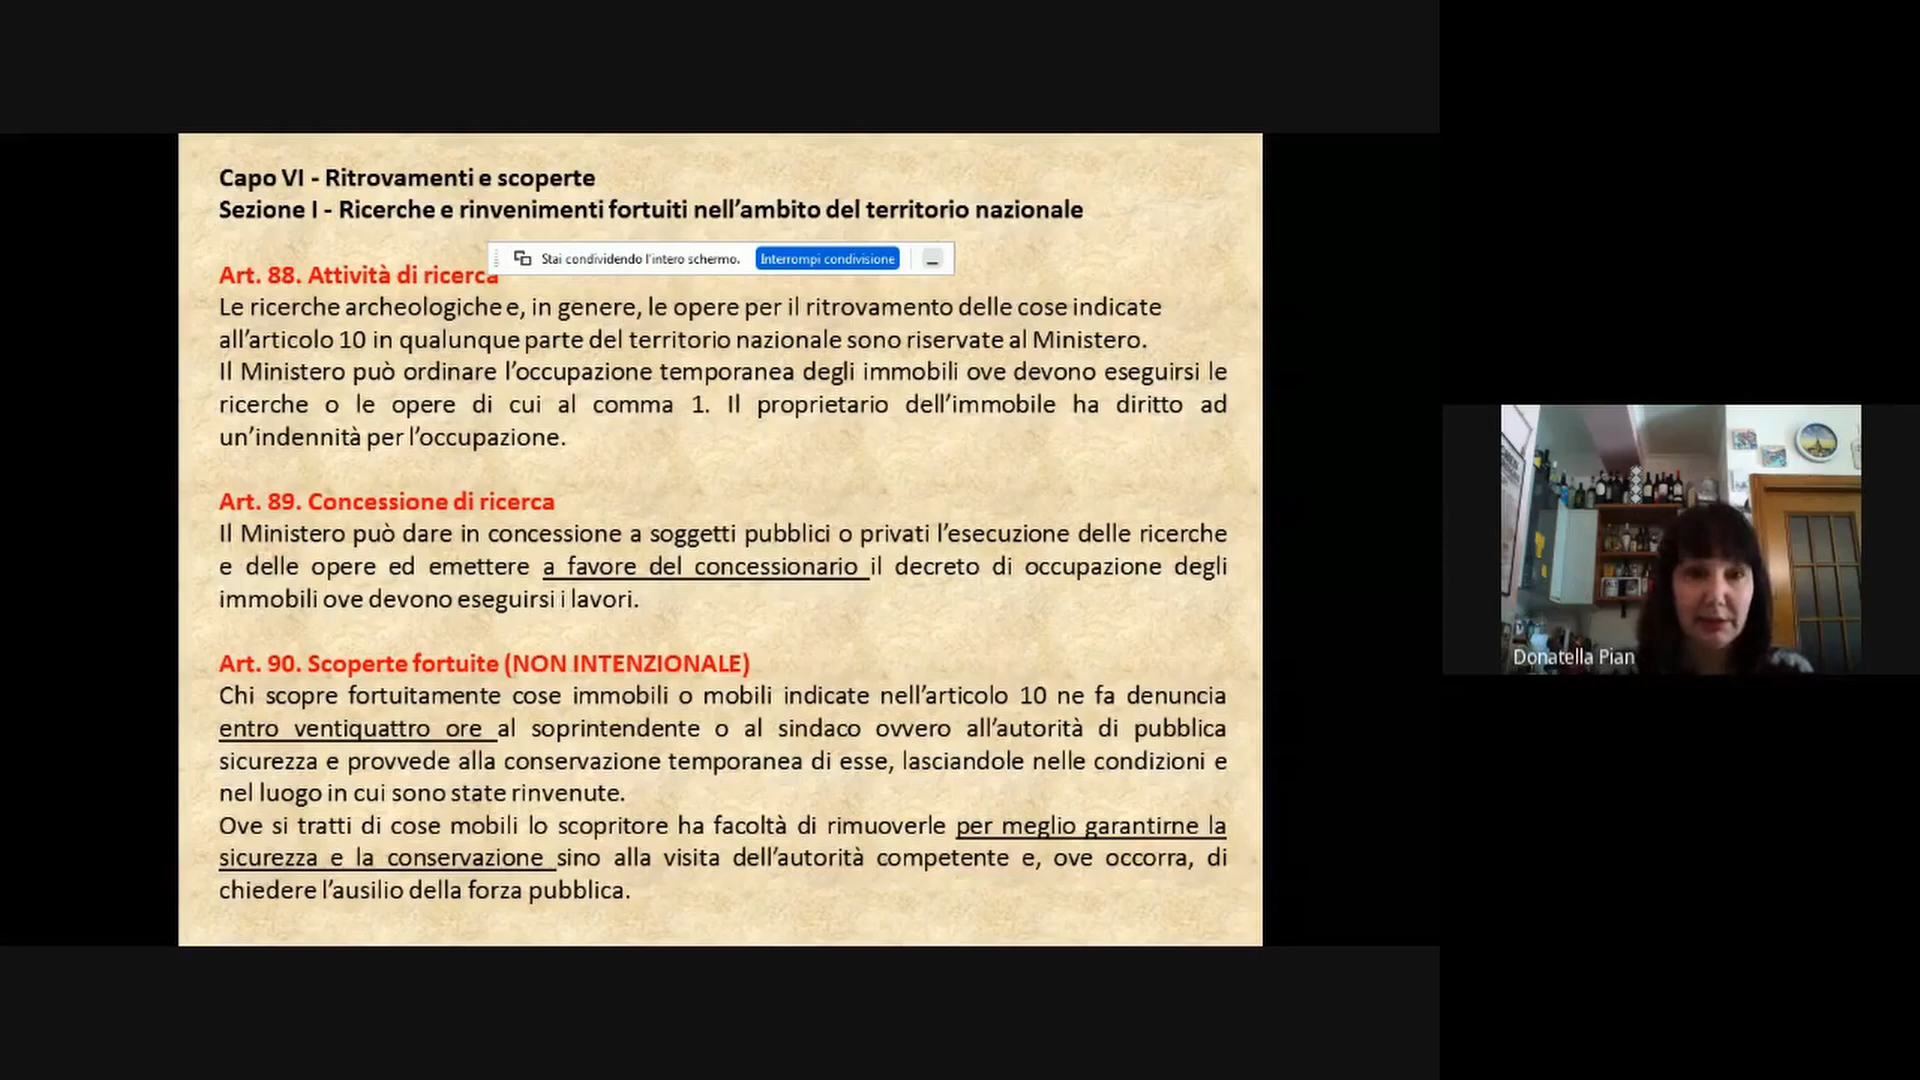 Capo VI - Ritrovamenti e scoperte
Sezione I - Ricerche e rinvenimenti fortuiti nell’ambito del territorio nazionale
Stai condividendo l'intero schermo. Interrompi condivisione
Art. 88. Attività di ricerca
Le ricerche archeologiche e, in genere, le opere per il ritrovamento delle cose indicate
all’articolo 10 in qualunque parte del territorio nazionale sono riservate al Ministero.
Il Ministero può ordinare l’occupazione temporanea degli immobili ove devono eseguirsi le
ricerche o le opere di cui al comma 1. Il proprietario dell’immobile ha diritto ad
un’indennità per l’occupazione.
Art. 89. Concessione di ricerca
Il Ministero può dare in concessione a soggetti pubblici o privati l’esecuzione delle ricerche
e delle opere ed emettere a favore del concessionario il decreto di occupazione degli
immobili ove devono eseguirsi i lavori.
Art. 90. Scoperte fortuite (NON INTENZIONALE)
Chi scopre fortuitamente cose immobili o mobili indicate nell’articolo 10 ne fa denuncia
entro ventiquattro ore al soprintendente o al sindaco ovvero all’autorità di pubblica
sicurezza e provvede alla conservazione temporanea di esse, lasciandole nelle condizioni e
nel luogo in cui sono state rinvenute.
Ove si tratti di cose mobili lo scopritore ha facoltà di rimuoverle per meglio garantirne la
sicurezza e la conservazione sino alla visita dell’autorità competente e, ove occorra, di
chiedere l’ausilio della forza pubblica.
Donatella Pian